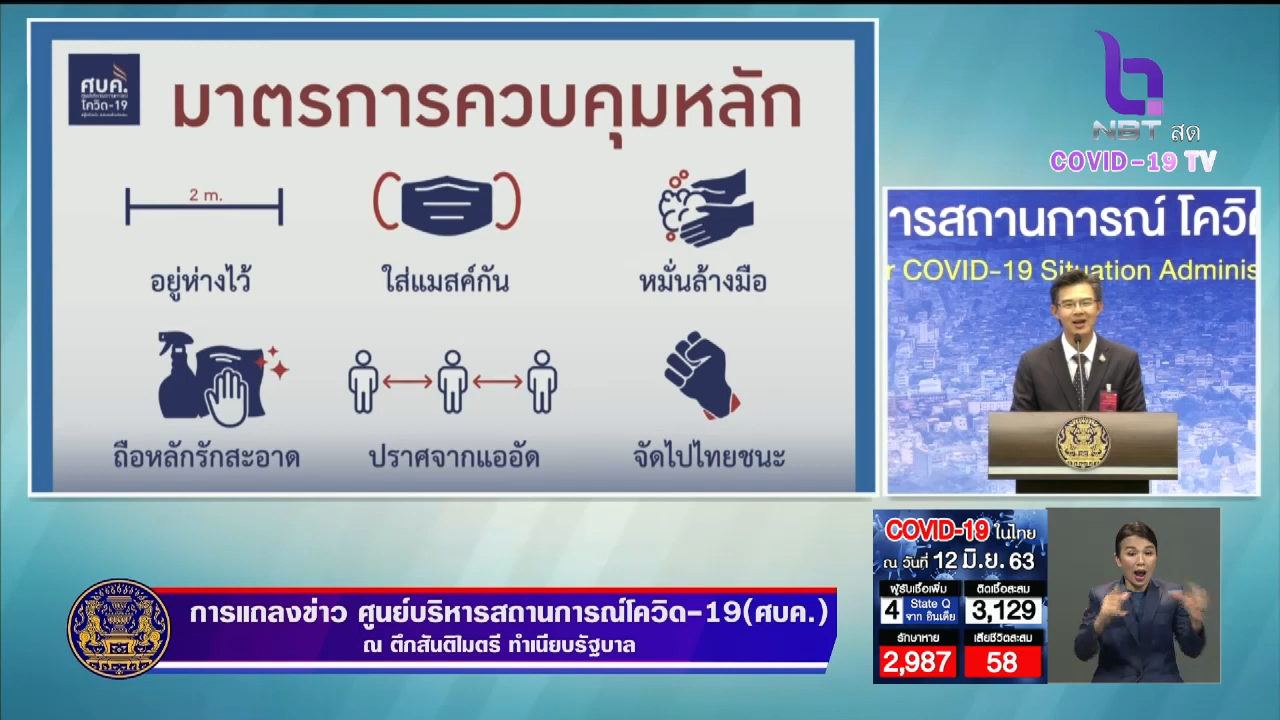 ศบค.
โควิด-19
มาตรการควบคุมหลัก
2 m.
อยู่ห่างไว้
ใส่แมสค์กัน
หมั่นล้างมือ
ถือหลักรักสะอาด
ปราศจากแออัด
จัดไปไทยชนะ
NBT สด
COVID-19 TV
ารสถานการณ์ โควิด
r COVID-19 Situation Adminis
COVID-19 ในไทย
ณ วันที่ 12 มิ.ย. 63
ผู้รับเชื้อเพิ่ม
ติดเชื้อสะสม
4 State Q จาก อินเดีย
3,129
รักษาหาย
เสียชีวิตสะสม
2,987
58
การแถลงข่าว ศูนย์บริหารสถานการณ์โควิด-19(ศบค.)
ณ ตึกสันติไมตรี ทำเนียบรัฐบาล